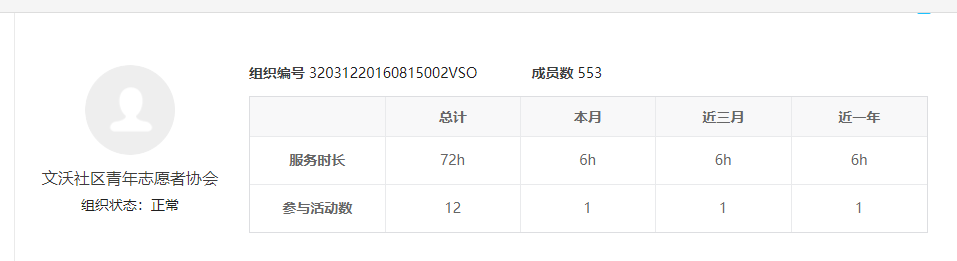 组织编号 32031220160815002VSO 成员数 553
总计 本月 近三月 近一年
服务时长 72h 6h 6h 6h
参与活动数 12 1 1 1
文沃社区青年志愿者协会
组织状态：正常